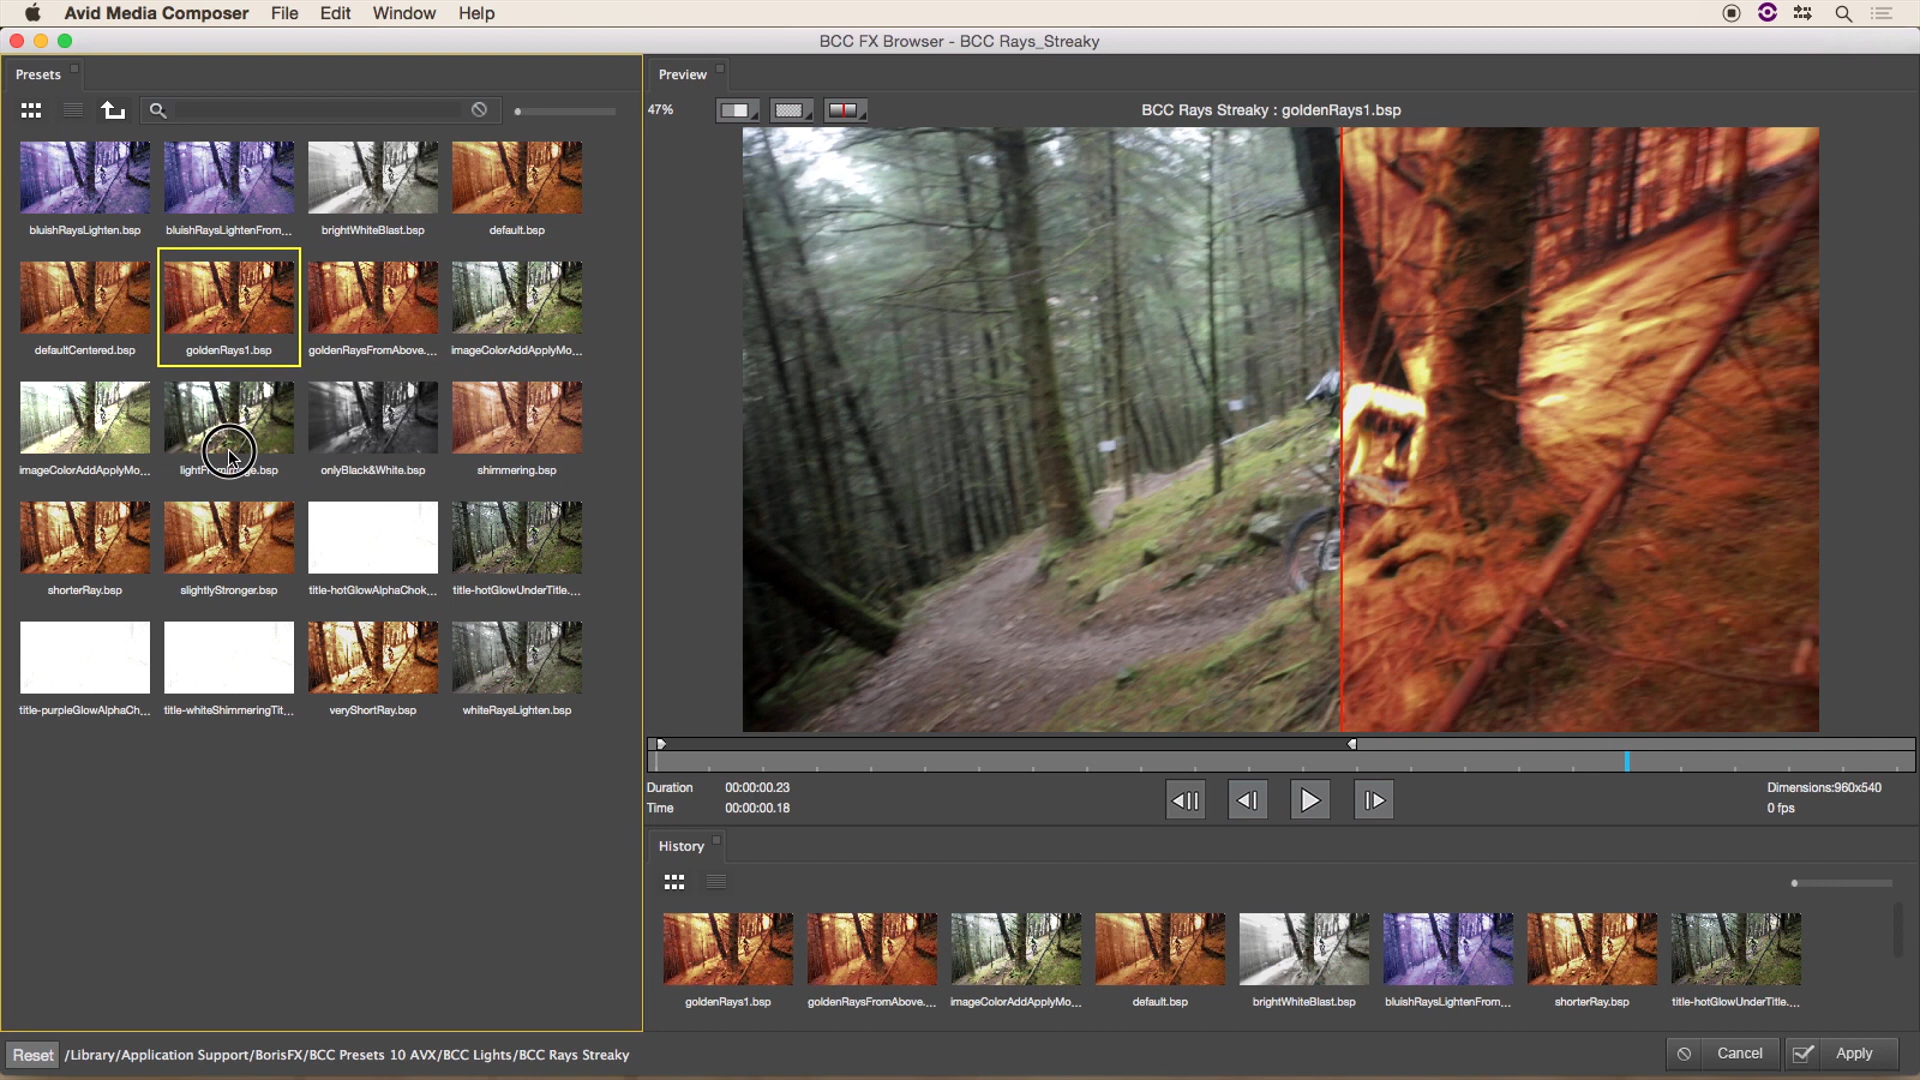 Avid Media Composer File Edit Window Help
BCC FX Browser - BCC Rays_Streaky
Presets
Preview
47%
BCC Rays Streaky : goldenRays1.bsp
bluishRaysLighten.bsp
bluishRaysLightenFrom...
brightWhiteBlast.bsp
default.bsp
defaultCentered.bsp
goldenRays1.bsp
goldenRaysFromAbove....
imageColorAddApplyMo...
imageColorAddApplyMo...
onlyBlack&White.bsp
shimmering.bsp
shorterRay.bsp
slightlyStronger.bsp
title-hotGlowAlphaChok...
title-hotGlowUnderTitle....
title-purpleGlowAlphaCh...
title-whiteShimmeringTit...
veryShortRay.bsp
whiteRaysLighten.bsp
Duration 00:00:00.23
Time 00:00:00.18
Dimensions:960x540
0 fps
History
goldenRays1.bsp
goldenRaysFromAbove....
imageColorAddApplyMo...
default.bsp
brightWhiteBlast.bsp
bluishRaysLightenFrom...
shorterRay.bsp
title-hotGlowUnderTitle....
Reset /Library/Application Support/BorisFX/BCC Presets 10 AVX/BCC Lights/BCC Rays Streaky
Cancel
Apply